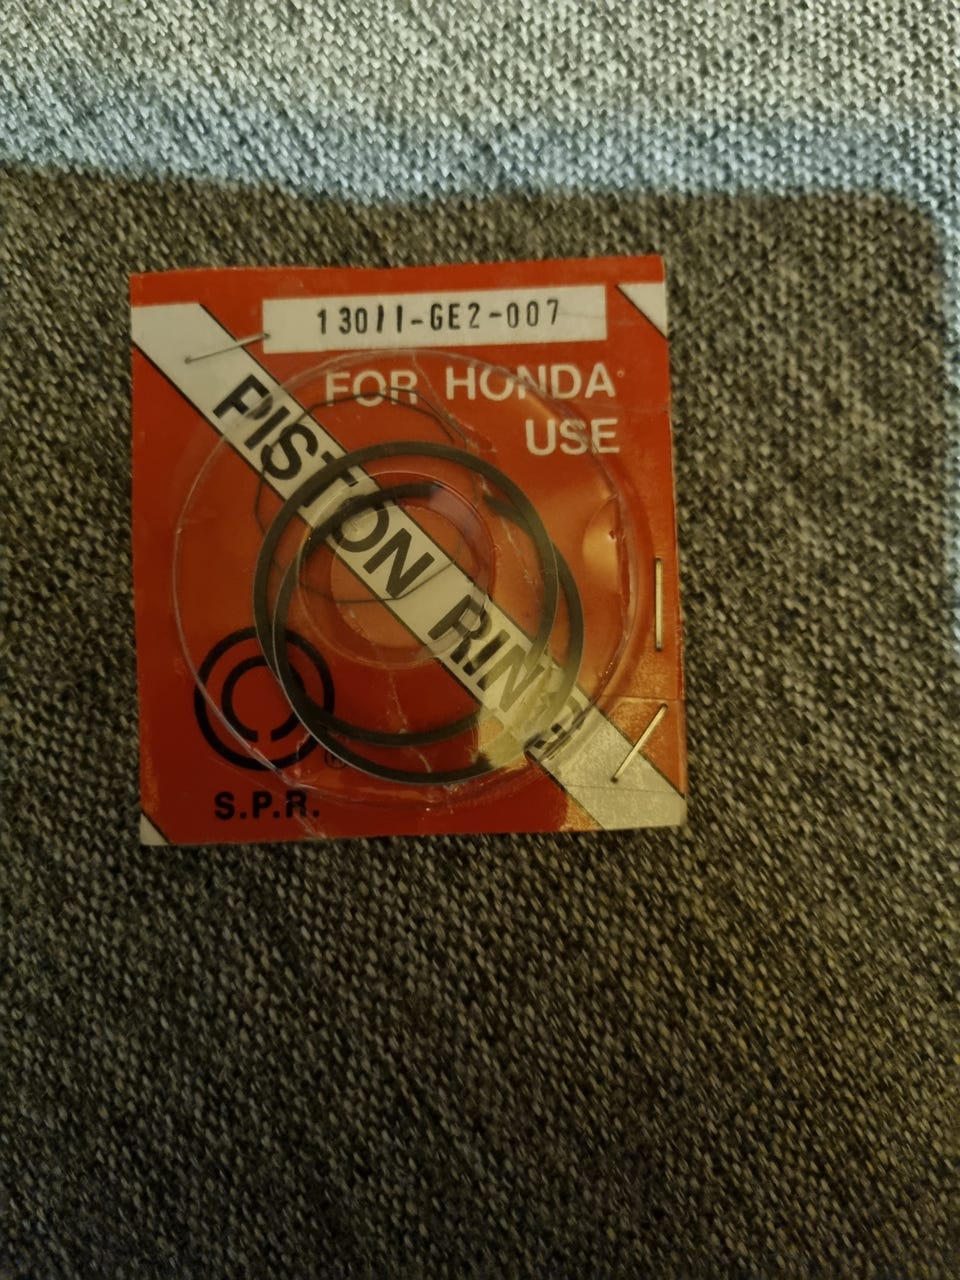 13011-GE2-007
FOR HONDA
USE
PISTON RING
®
S.P.R.